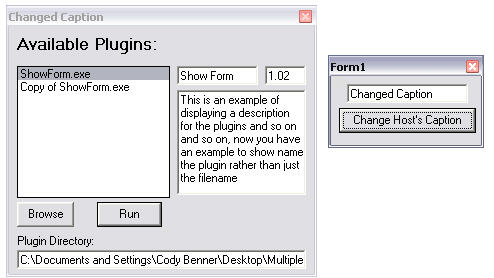 Changed Caption
Available Plugins:
ShowForm.exe
Copy of ShowForm.exe
Show Form
1.02
This is an example of
displaying a description
for the plugins and so on
and so on, now you have
an example to show name
the plugin rather than just
the filename
Browse
Run
Plugin Directory:
C:\Documents and Settings\Cody Benner\Desktop\Multiple
Form1
Changed Caption
Change Host's Caption